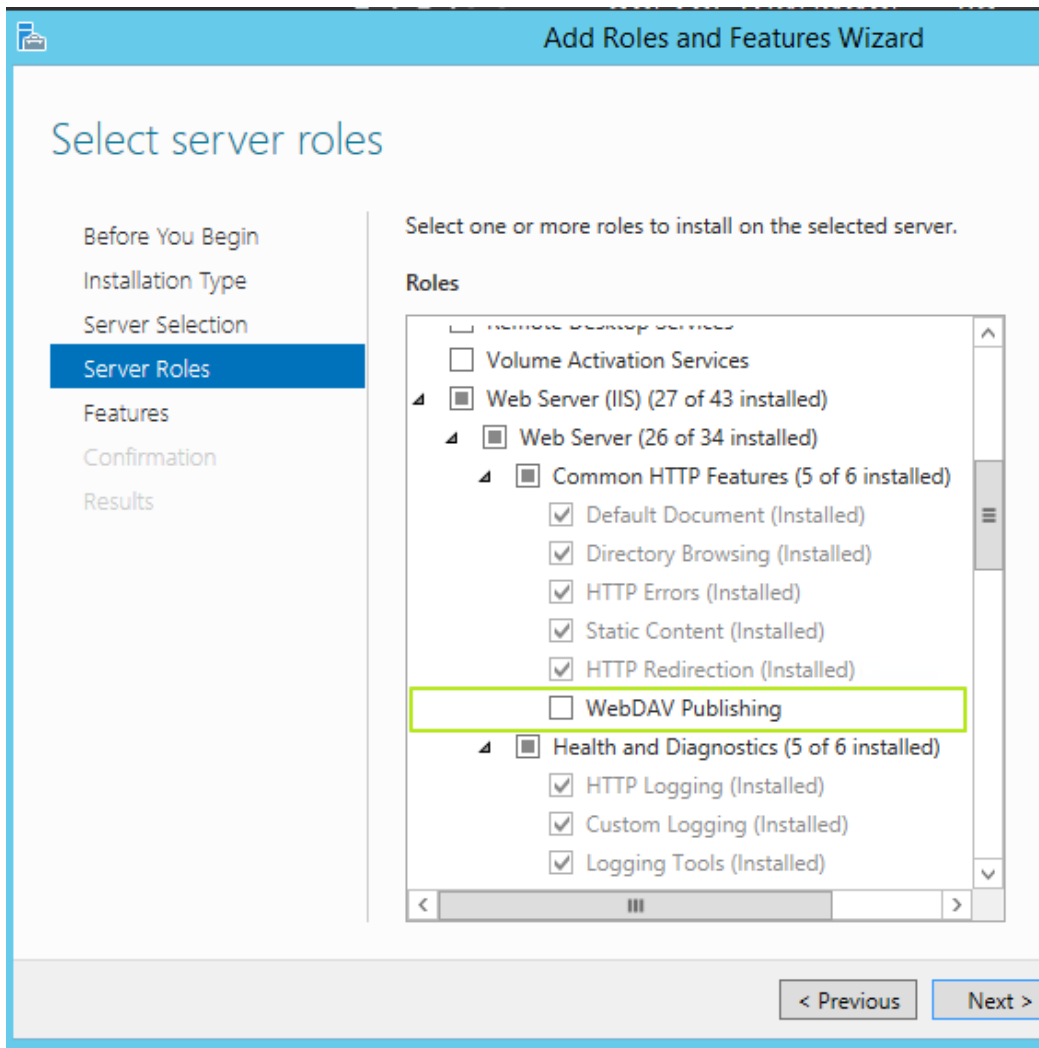 Add Roles and Features Wizard
Select server roles
Before You Begin
Installation Type
Server Selection
Server Roles
Features
Confirmation
Results
Select one or more roles to install on the selected server.
Roles
Remote Desktop Services
Volume Activation Services
Web Server (IIS) (27 of 43 installed)
Web Server (26 of 34 installed)
Common HTTP Features (5 of 6 installed)
Default Document (Installed)
Directory Browsing (Installed)
HTTP Errors (Installed)
Static Content (Installed)
HTTP Redirection (Installed)
WebDAV Publishing
Health and Diagnostics (5 of 6 installed)
HTTP Logging (Installed)
Custom Logging (Installed)
Logging Tools (Installed)
< Previous
Next >